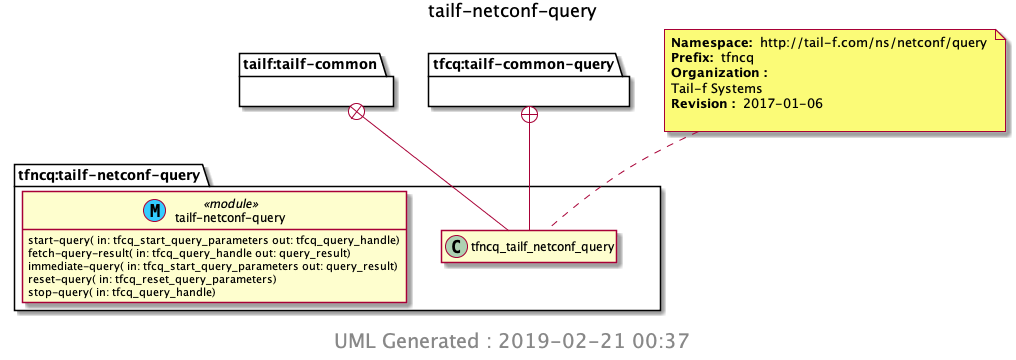 tailf-netconf-query
Namespace: http://tail-f.com/ns/netconf/query
Prefix: tfncq
Organization :
Tail-f Systems
Revision : 2017-01-06
tailf:tailf-common
tfcq:tailf-common-query
tfncq:tailf-netconf-query
M
«module»
tailf-netconf-query
start-query( in: tfcq_start_query_parameters out: tfcq_query_handle)
fetch-query-result( in: tfcq_query_handle out: query_result)
immediate-query( in: tfcq_start_query_parameters out: query_result)
reset-query( in: tfcq_reset_query_parameters)
stop-query( in: tfcq_query_handle)
C tfncq_tailf_netconf_query
UML Generated : 2019-02-21 00:37